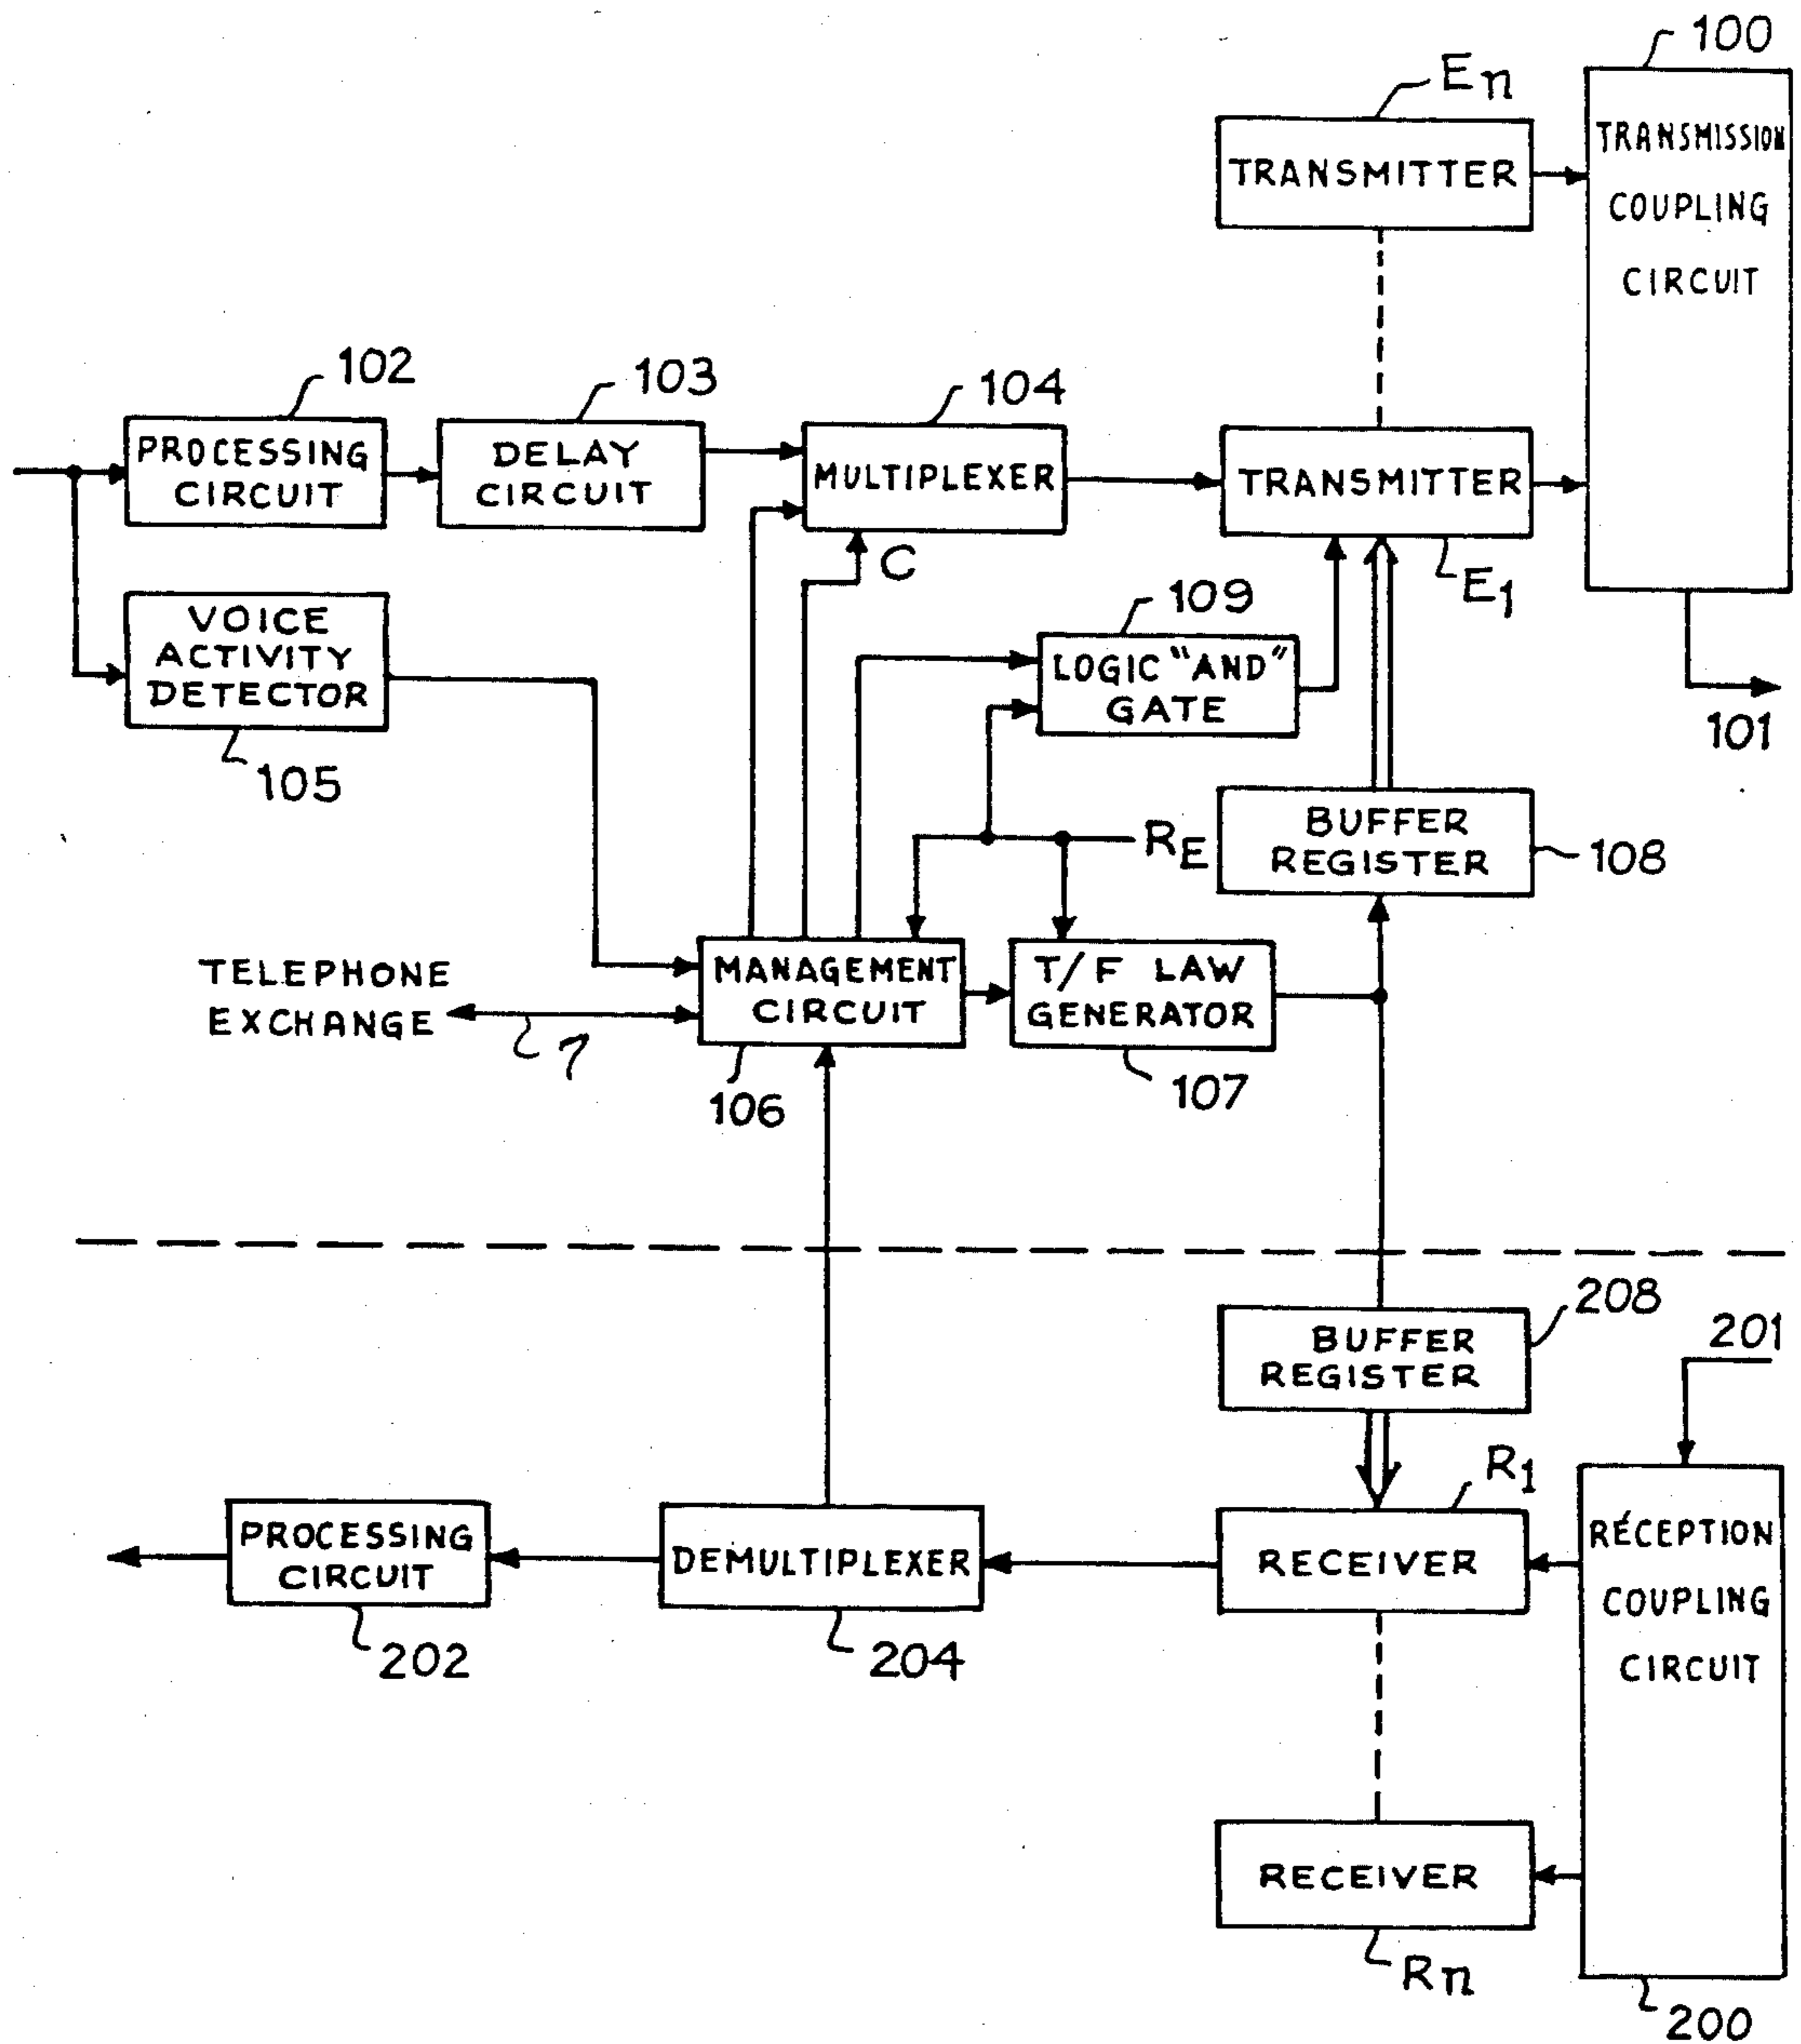 100
En
TRANSMITTER
TRANSMISSION
COUPLING
CIRCUIT
102
103
104
PROCESSING
CIRCUIT
DELAY
CIRCUIT
MULTIPLEXER
TRANSMITTER
C
E1
VOICE
ACTIVITY
DETECTOR
105
109
LOGIC "AND"
GATE
101
RE
BUFFER
REGISTER
108
TELEPHONE
EXCHANGE
7
MANAGEMENT
CIRCUIT
106
T/F LAW
GENERATOR
107
208
BUFFER
REGISTER
201
R1
PROCESSING
CIRCUIT
202
DEMULTIPLEXER
204
RECEIVER
RÉCEPTION
COUPLING
CIRCUIT
RECEIVER
Rn
200